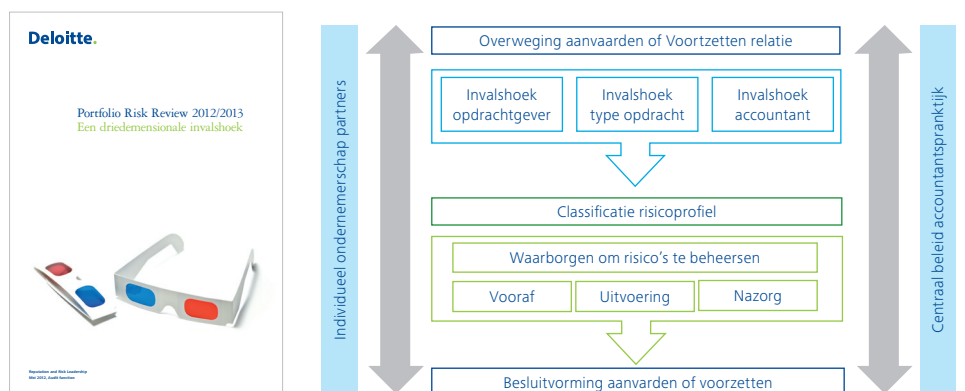 Deloitte.
Portfolio Risk Review 2012/2013
Een driedemensionale invalshoek
Reputation and Risk Leadership
Mei 2012, Audit function
Individueel ondernemerschap partners
Overweging aanvaarden of Voortzetten relatie
Invalshoek
opdrachtgever
Invalshoek
type opdracht
Invalshoek
accountant
Classificatie risicoprofiel
Waarborgen om risico's te beheersen
Vooraf
Uitvoering
Nazorg
Besluitvorming aanvarden of voorzetten
Centraal beleid accountantspranktijk